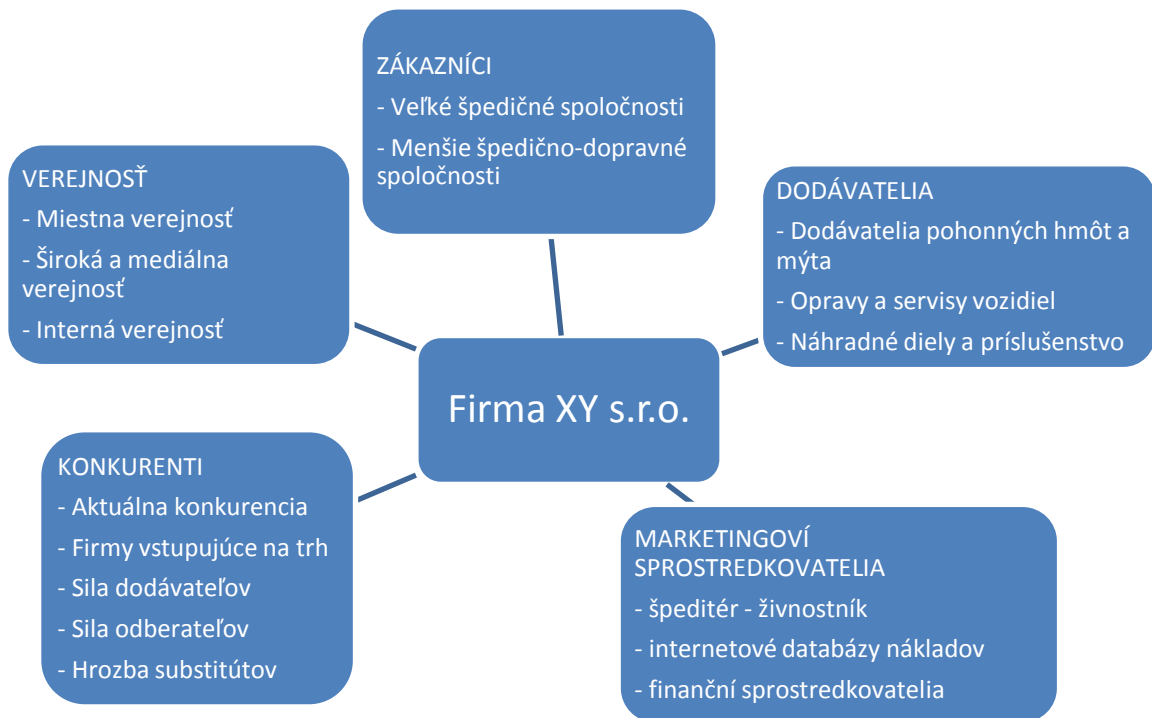 ZÁKAZNÍCI
- Veľké špedičné spoločnosti
- Menšie špedično-dopravné
spoločnosti
VEREJNOSŤ
- Miestna verejnosť
- Široká a mediálna
verejnosť
- Interná verejnosť
DODÁVATELIA
- Dodávatelia pohonných hmôt a
mýta
- Opravy a servisy vozidiel
- Náhradné diely a príslušenstvo
Firma XY s.r.o.
KONKURENTI
- Aktuálna konkurencia
- Firmy vstupujúce na trh
- Sila dodávateľov
- Sila odberateľov
- Hrozba substitútov
MARKETINGOVÍ
SPROSTREDKOVATELIA
- špeditér - živnostník
- internetové databázy nákladov
- finanční sprostredkovatelia